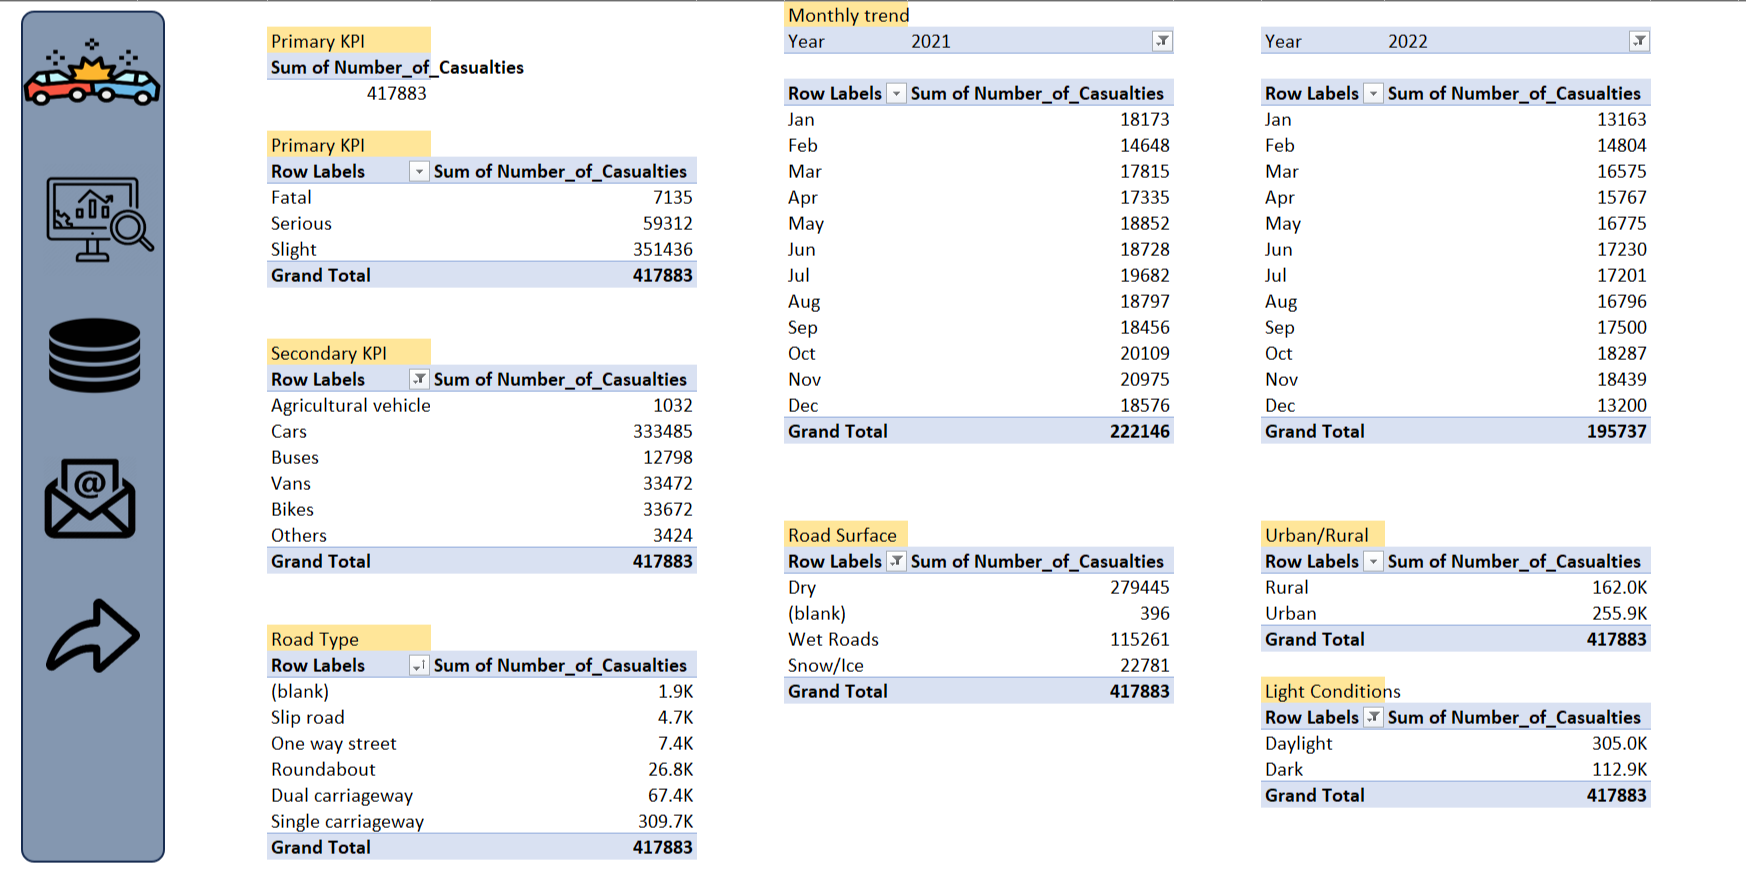 Primary KPI
Sum of Number_of_Casualties
417883
Primary KPI
Row Labels Sum of Number_of_Casualties
Fatal 7135
Serious 59312
Slight 351436
Grand Total 417883
Secondary KPI
Row Labels Sum of Number_of_Casualties
Agricultural vehicle 1032
Cars 333485
Buses 12798
Vans 33472
Bikes 33672
Others 3424
Grand Total 417883
Road Type
Row Labels Sum of Number_of_Casualties
(blank) 1.9K
Slip road 4.7K
One way street 7.4K
Roundabout 26.8K
Dual carriageway 67.4K
Single carriageway 309.7K
Grand Total 417883
Monthly trend
Year 2021
Row Labels Sum of Number_of_Casualties
Jan 18173
Feb 14648
Mar 17815
Apr 17335
May 18852
Jun 18728
Jul 19682
Aug 18797
Sep 18456
Oct 20109
Nov 20975
Dec 18576
Grand Total 222146
Year 2022
Row Labels Sum of Number_of_Casualties
Jan 13163
Feb 14804
Mar 16575
Apr 15767
May 16775
Jun 17230
Jul 17201
Aug 16796
Sep 17500
Oct 18287
Nov 18439
Dec 13200
Grand Total 195737
Road Surface
Row Labels Sum of Number_of_Casualties
Dry 279445
(blank) 396
Wet Roads 115261
Snow/Ice 22781
Grand Total 417883
Urban/Rural
Row Labels Sum of Number_of_Casualties
Rural 162.0K
Urban 255.9K
Grand Total 417883
Light Conditions
Row Labels Sum of Number_of_Casualties
Daylight 305.0K
Dark 112.9K
Grand Total 417883
@